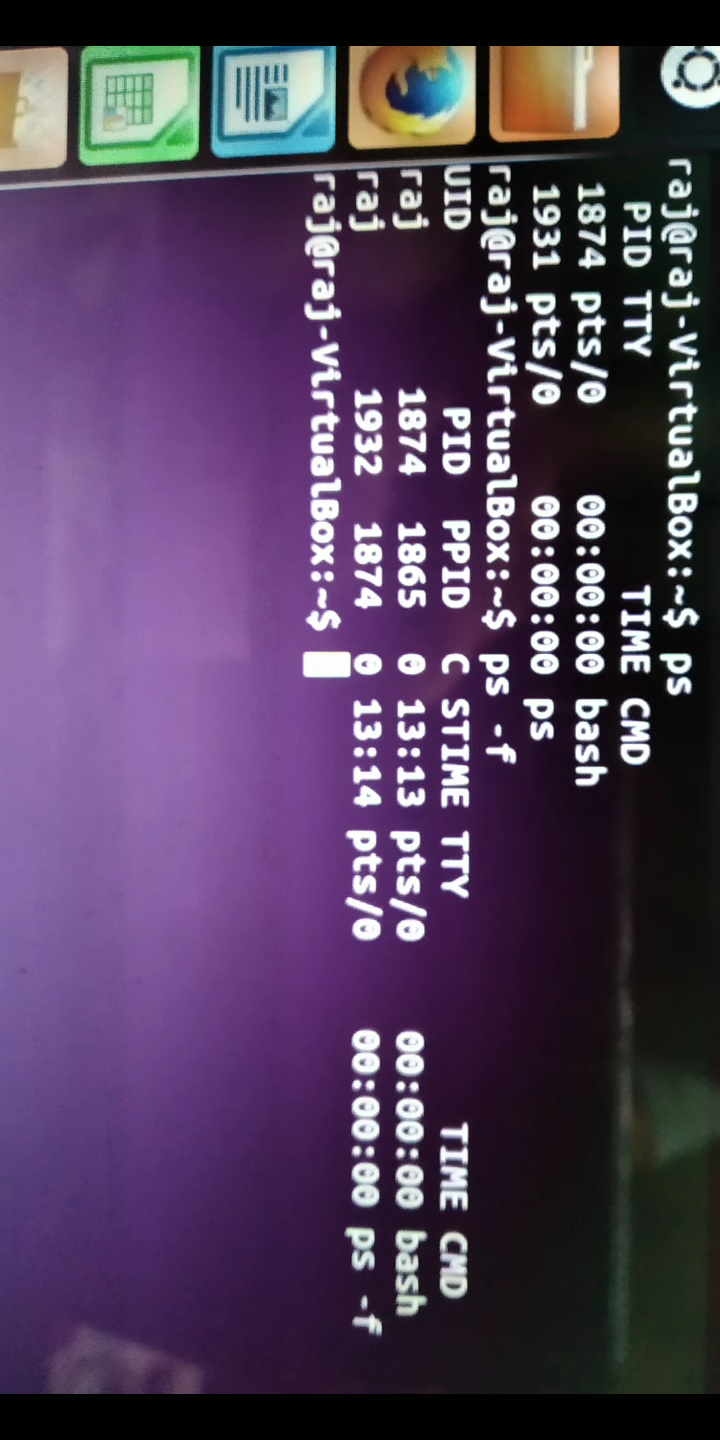 raj@raj-VirtualBox:~$ ps
  PID TTY          TIME CMD
 1874 pts/0    00:00:00 bash
 1931 pts/0    00:00:00 ps
raj@raj-VirtualBox:~$ ps -f
UID        PID  PPID  C STIME TTY          TIME CMD
raj       1874  1865  0 13:13 pts/0    00:00:00 bash
raj       1932  1874  0 13:14 pts/0    00:00:00 ps -f
raj@raj-VirtualBox:~$